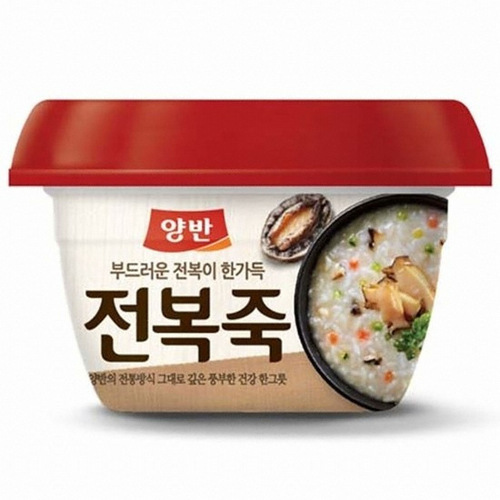 양반
부드러운 전복이 한가득
전복죽
양반의 전통방식 그대로 깊은 풍부한 건강 한그릇